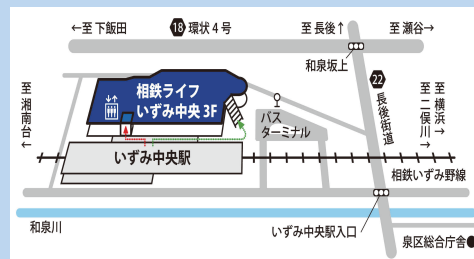 ←至 下飯田
18 環状4号
至 長後↑
至 瀬谷→
和泉坂上
22
長後街道
至 湘南台 ←
至 横浜 →
至 二俣川 →
相鉄ライフ
いずみ中央 3F
バス
ターミナル
いずみ中央駅
相鉄いずみ野線
和泉川
いずみ中央駅入口
泉区総合庁舎●